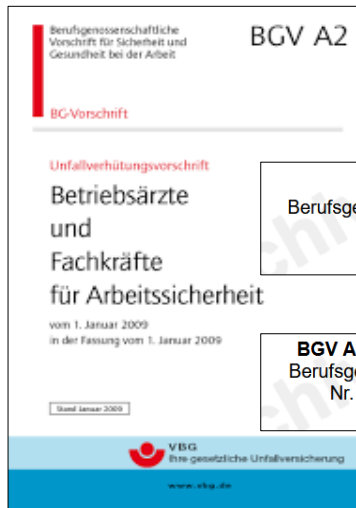 Berufsgenossenschaftliche
Vorschrift für Sicherheit und
Gesundheit bei der Arbeit
BGV A2
BG-Vorschrift
Unfallverhütungsvorschrift
Betriebsärzte
und
Fachkräfte
für Arbeitssicherheit
vom 1. Januar 2009
in der Fassung vom 1. Januar 2009
Stand Januar 2009
Berufsge
BGV A
Berufsge
Nr.
VBG
Ihre gesetzliche Unfallversicherung
www.vbg.de